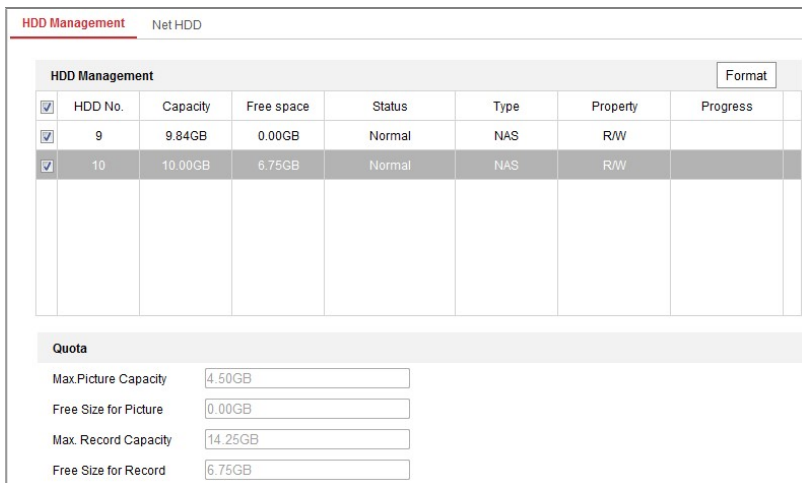 HDD Management Net HDD
HDD Management Format
HDD No. Capacity Free space Status Type Property Progress
9 9.84GB 0.00GB Normal NAS R/W
10 10.00GB 6.75GB Normal NAS R/W
Quota
Max.Picture Capacity 4.50GB
Free Size for Picture 0.00GB
Max. Record Capacity 14.25GB
Free Size for Record 6.75GB